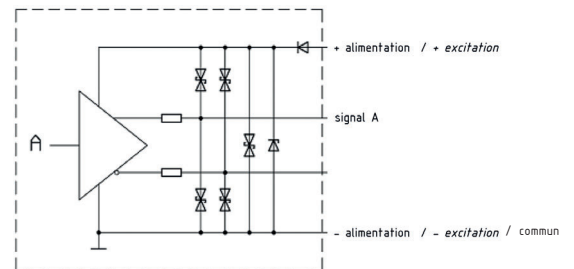 + alimentation / + excitation
signal A
A
- alimentation / - excitation / commun